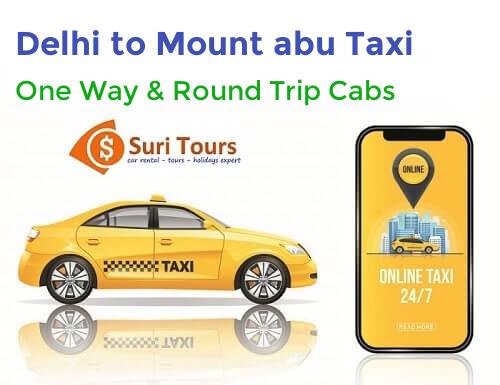 Delhi to Mount abu Taxi
One Way & Round Trip Cabs
$ Suri Tours
car rental - tours - holidays expert
TAXI
ONLINE
ONLINE TAXI
24/7
READ MORE